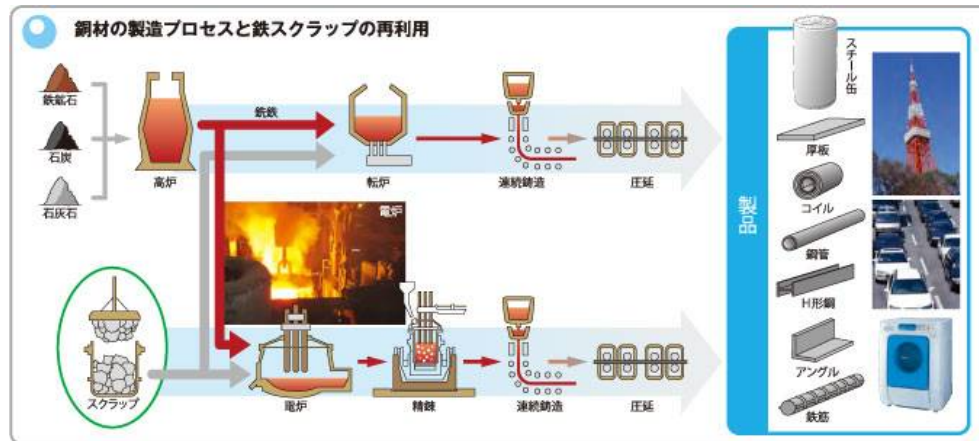 鋼材の製造プロセスと鉄スクラップの再利用
鉄鉱石
石炭
石灰石
高炉
銑鉄
転炉
連続鋳造
圧延
電炉
スクラップ
電炉
精錬
連続鋳造
圧延
製品
スチール缶
厚板
コイル
鋼管
H形鋼
アングル
鉄筋